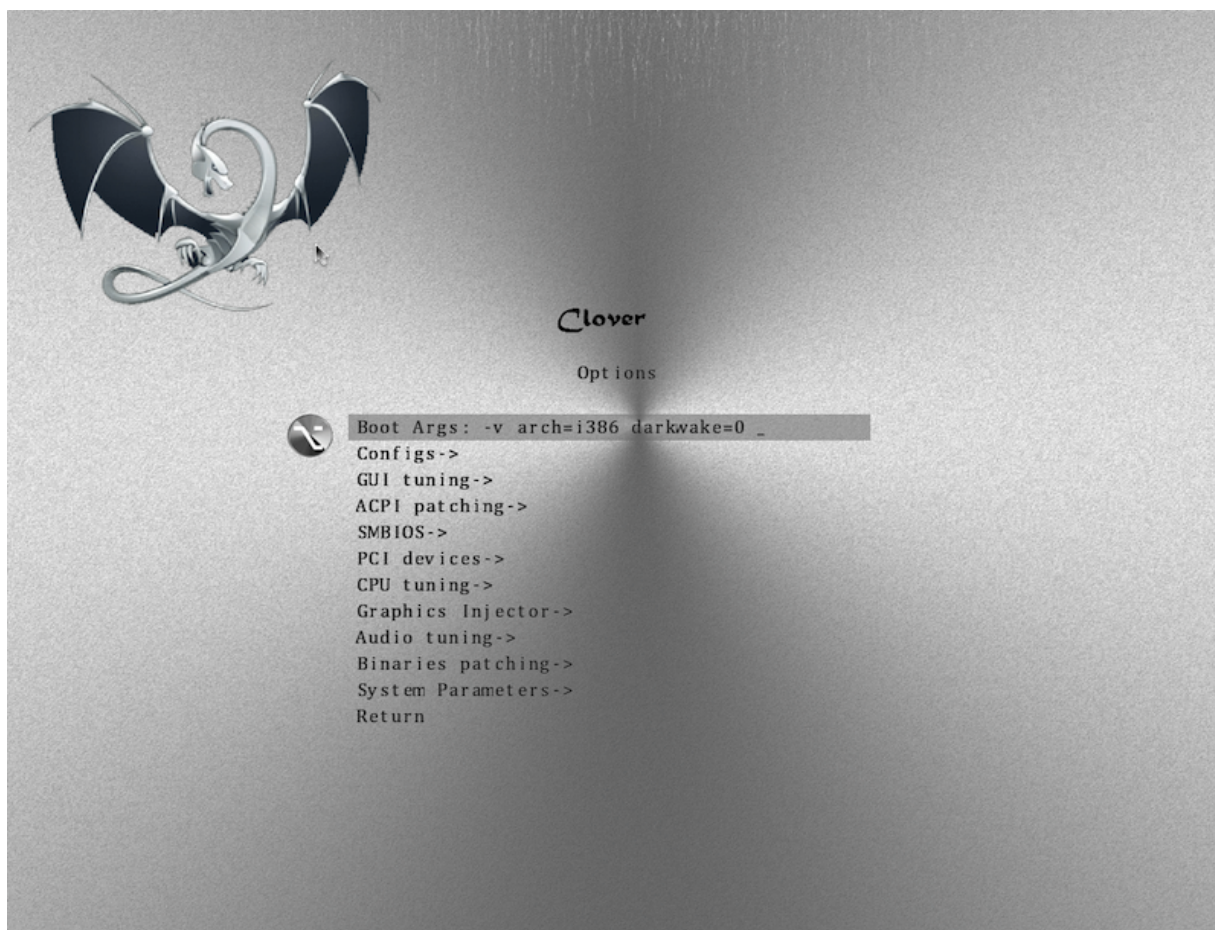 Clover
Options
Boot Args: -v arch=i386 darkwake=0 _
Configs->
GUI tuning->
ACPI patching->
SMBIOS->
PCI devices->
CPU tuning->
Graphics Injector->
Audio tuning->
Binaries patching->
System Parameters->
Return